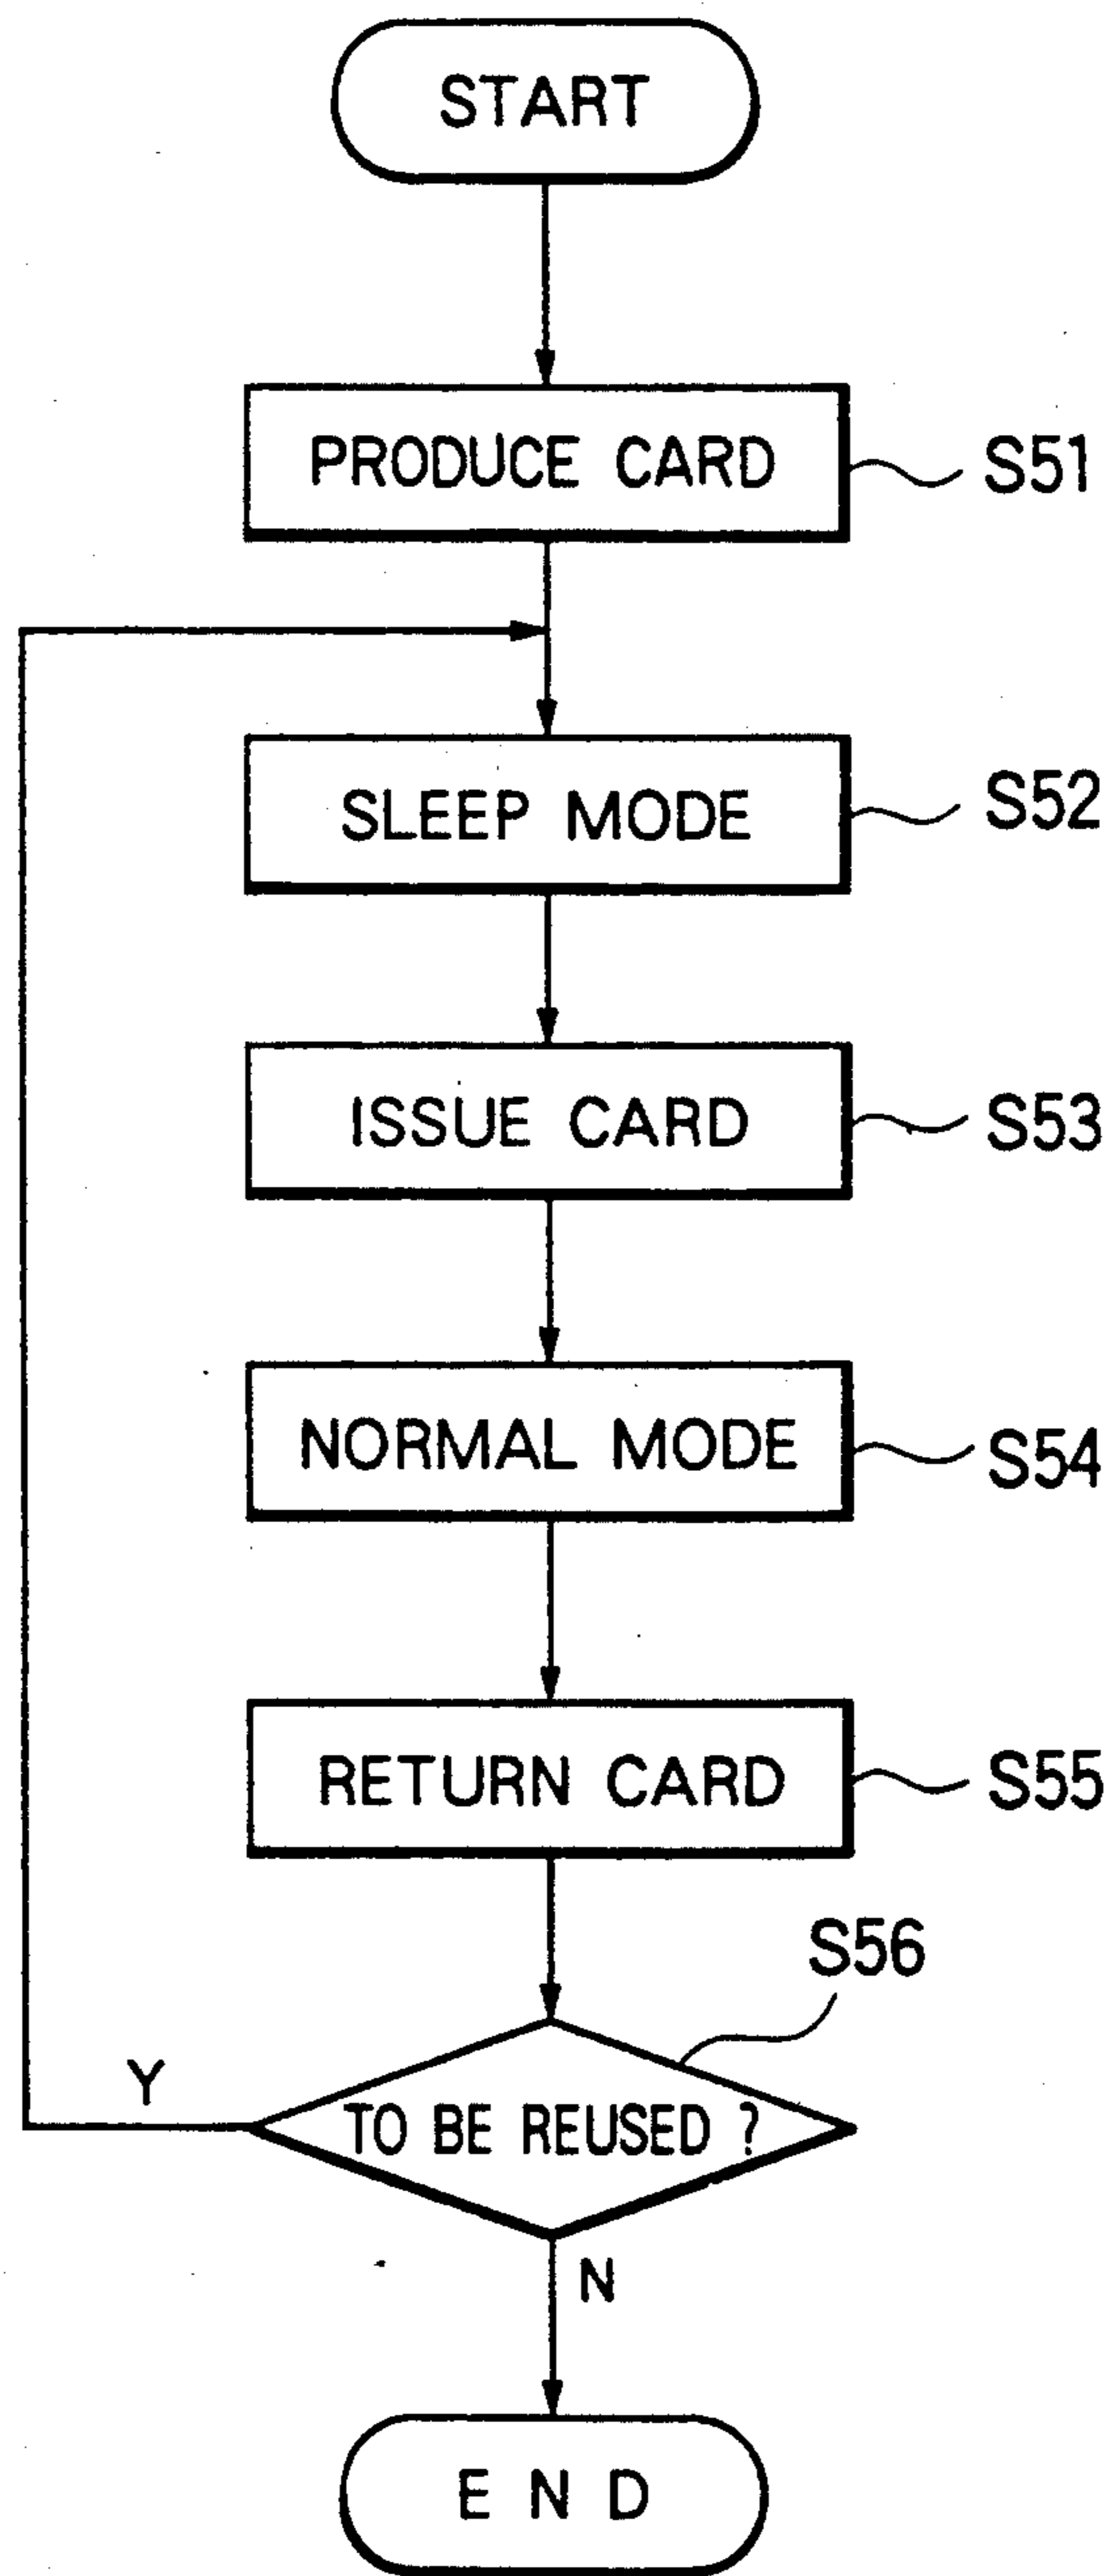 START
PRODUCE CARD
S51
SLEEP MODE
S52
ISSUE CARD
S53
NORMAL MODE
S54
RETURN CARD
S55
S56
Y
TO BE REUSED ?
N
END